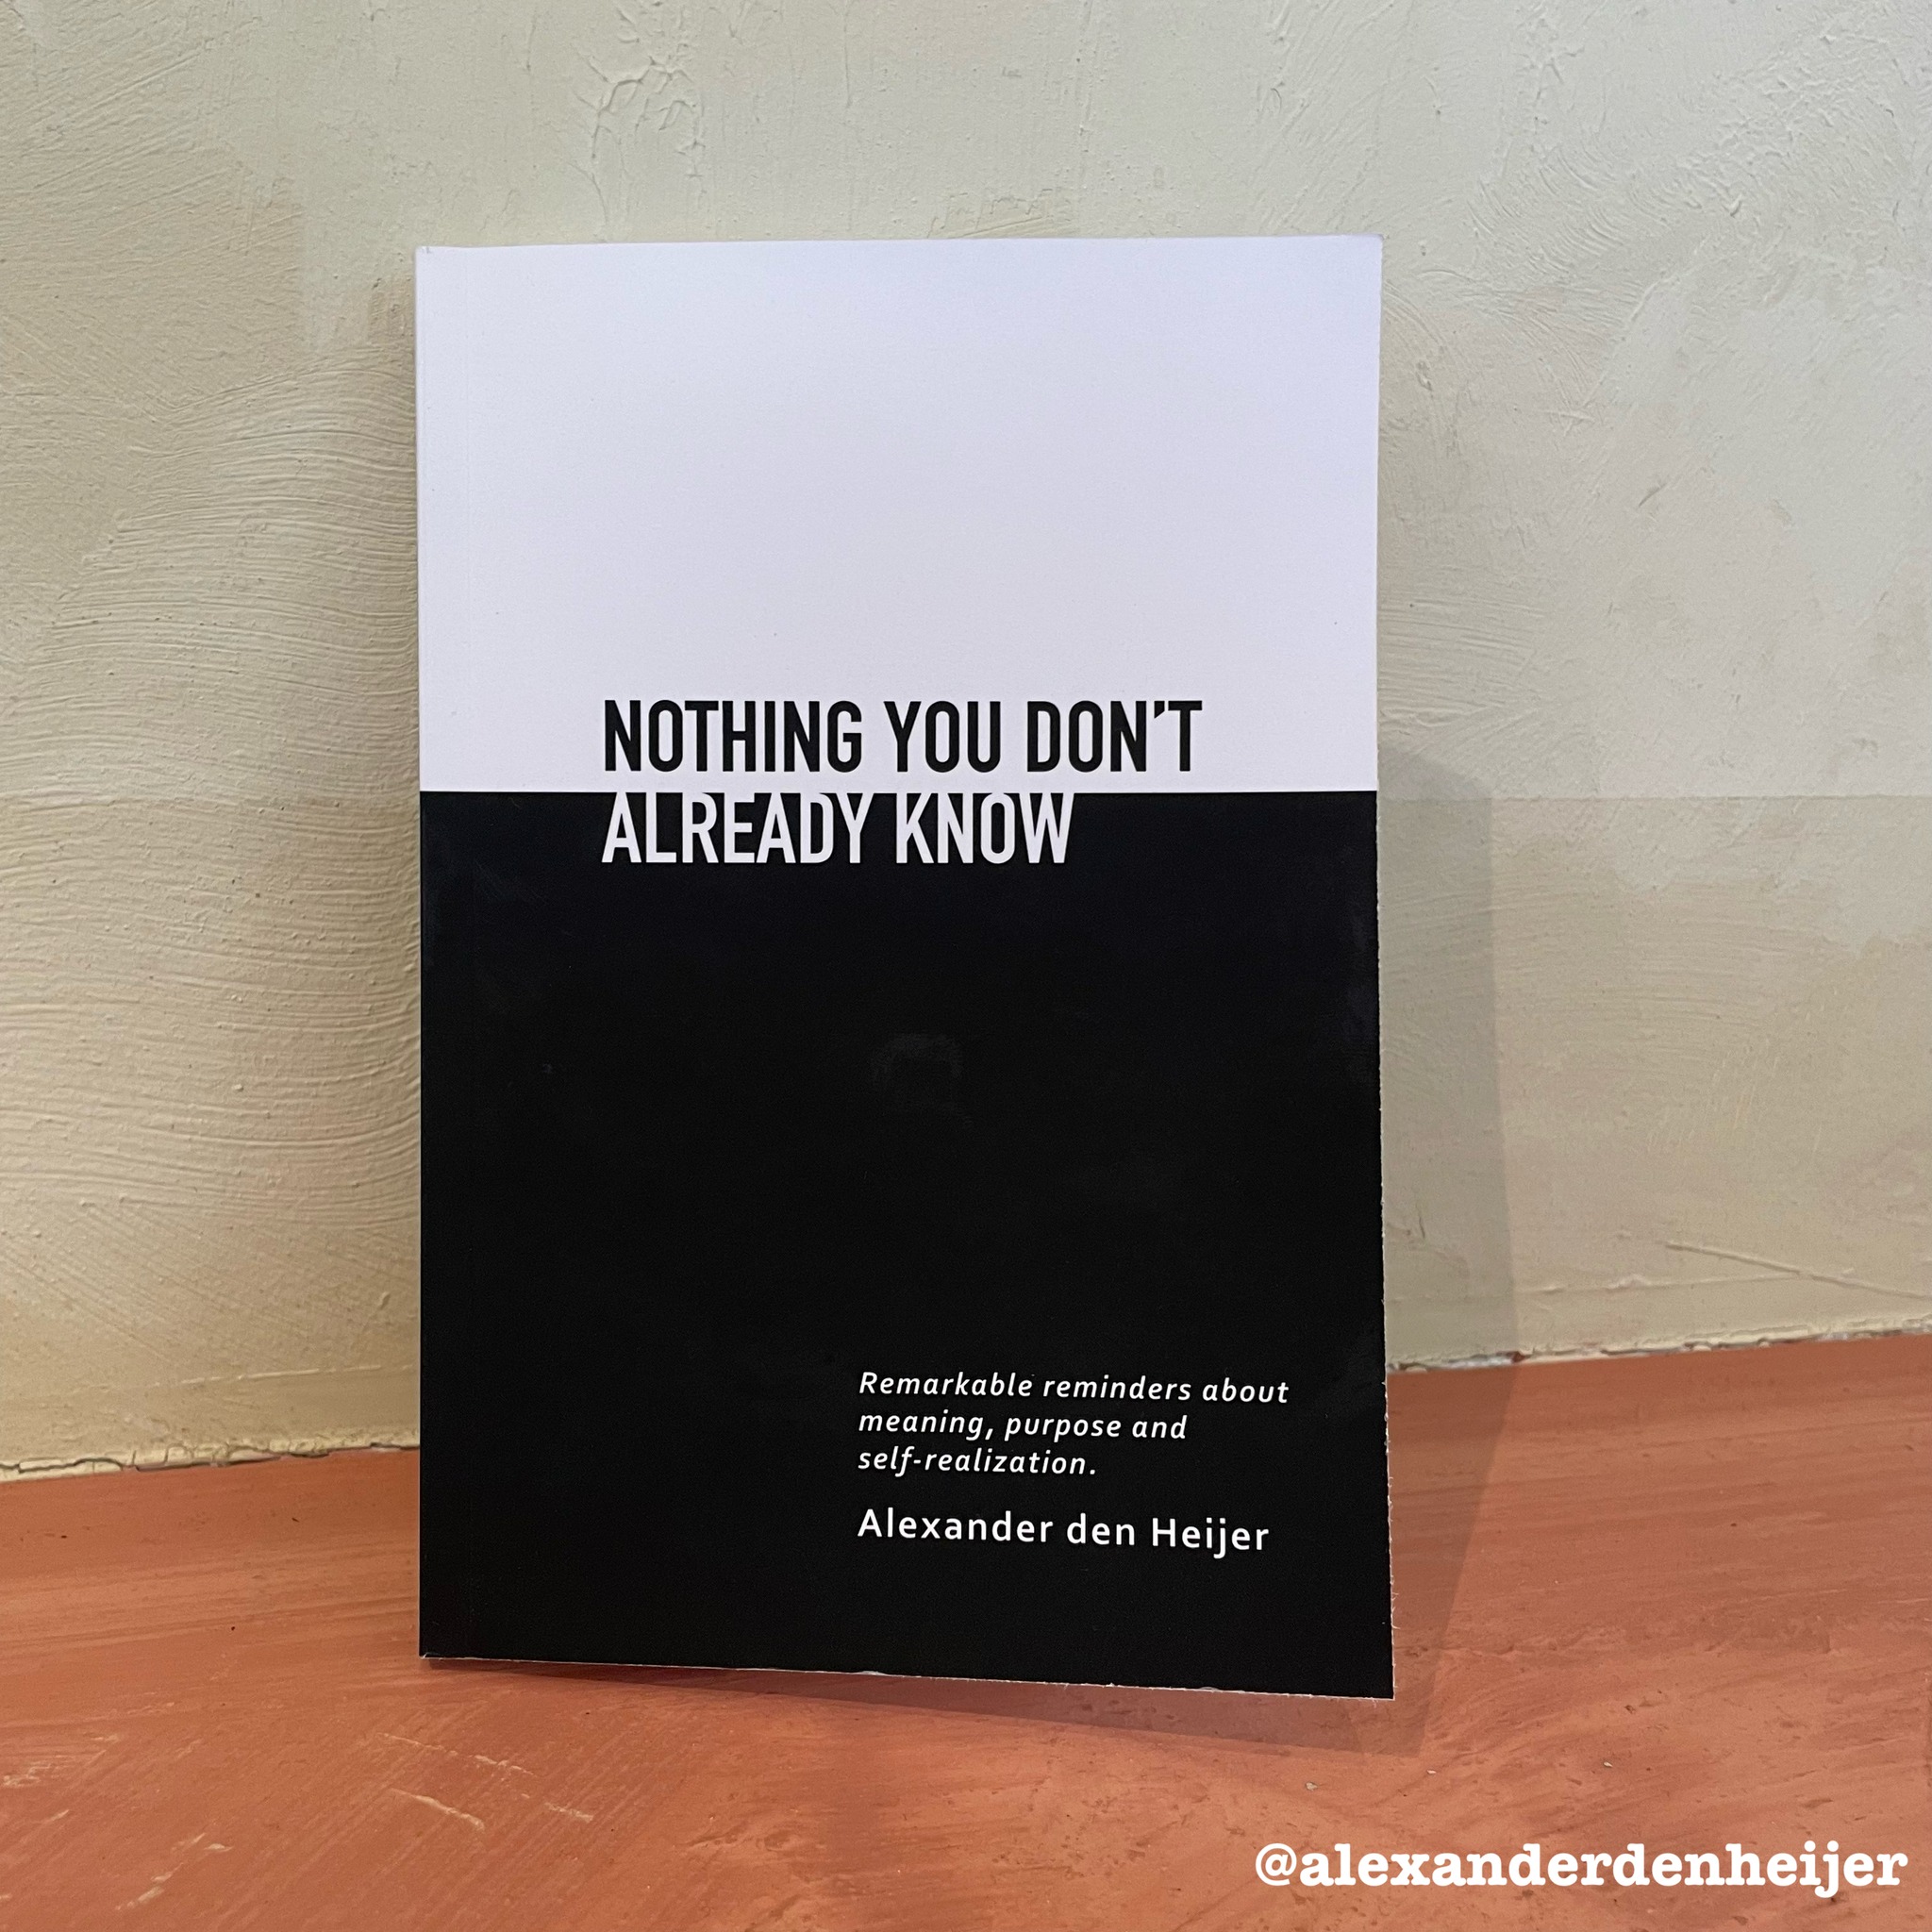 NOTHING YOU DON'T
ALREADY KNOW
Remarkable reminders about
meaning, purpose and
self-realization.
Alexander den Heijer
@alexanderdenheijer